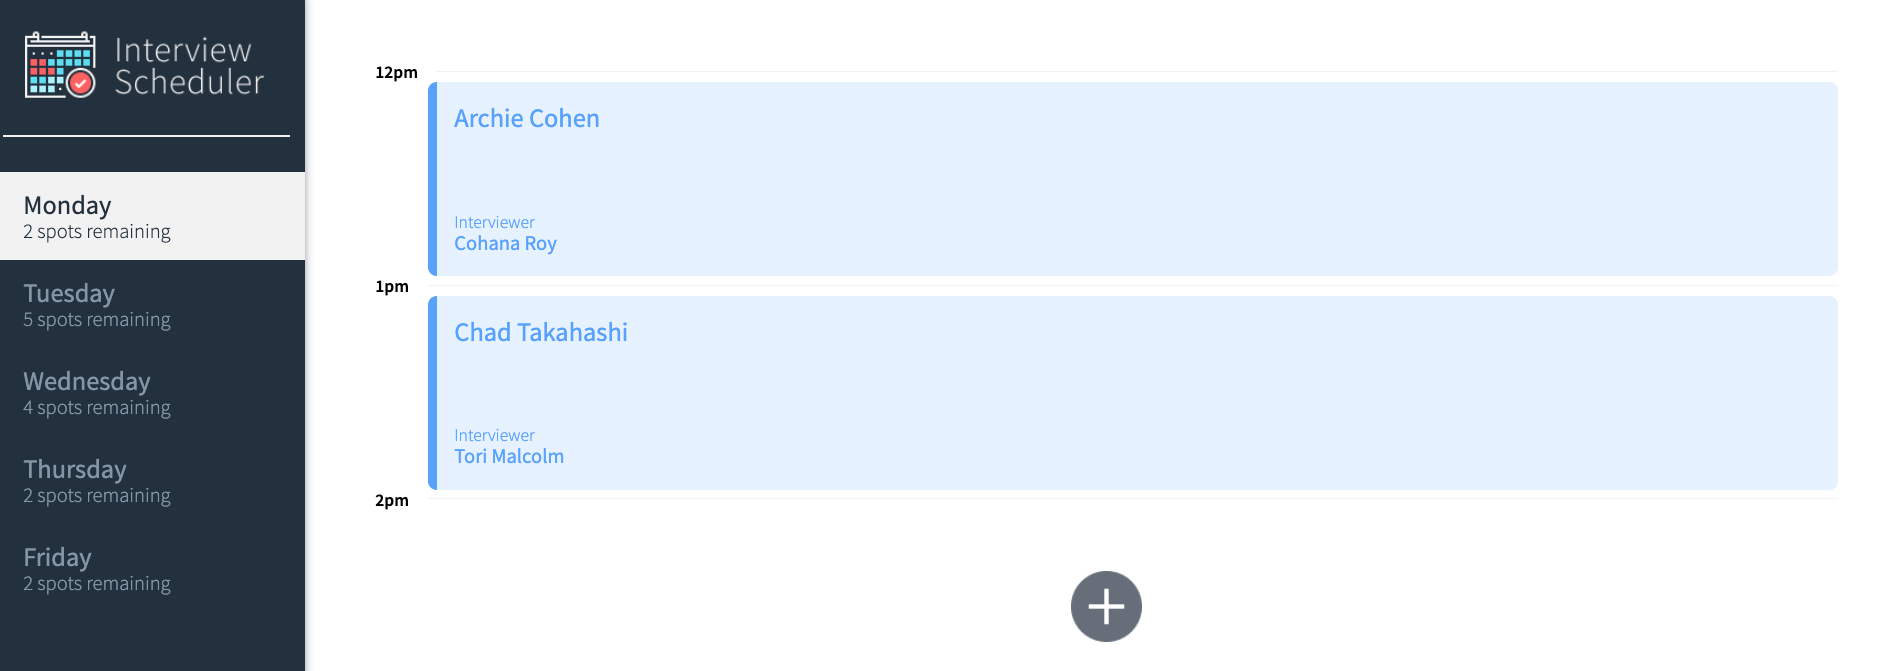 Interview
Scheduler
Monday
2 spots remaining
Tuesday
5 spots remaining
Wednesday
4 spots remaining
Thursday
2 spots remaining
Friday
2 spots remaining
12pm
Archie Cohen
Interviewer
Cohana Roy
1pm
Chad Takahashi
Interviewer
Tori Malcolm
2pm